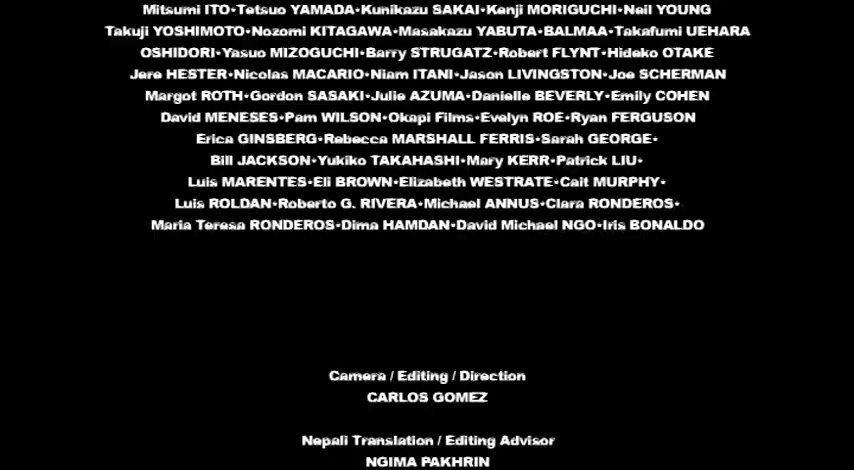 Mitsumi ITO•Tetsuo YAMADA•Kunikazu SAKAI•Kenji MORIGUCHI•Neil YOUNG
Takuji YOSHIMOTO•Nozomi KITAGAWA•Masakazu YABUTA•BALMAA•Takafumi UEHARA
OSHIDORI•Yasuo MIZOGUCHI•Barry STRUGATZ•Robert FLYNT•Hideko OTAKE
Jere HESTER•Nicolas MACARIO•Niam ITANI•Jason LIVINGSTON•Joe SCHERMAN
Margot ROTH•Gordon SASAKI•Julie AZUMA•Danielle BEVERLY•Emily COHEN
David MENESES•Pam WILSON•Okapi Films•Evelyn ROE•Ryan FERGUSON
Erica GINSBERG•Rebecca MARSHALL FERRIS•Sarah GEORGE•
Bill JACKSON•Yukiko TAKAHASHI•Mary KERR•Patrick LIU•
Luis MARENTES•Eli BROWN•Elizabeth WESTRATE•Cait MURPHY•
Luis ROLDAN•Roberto G. RIVERA•Michael ANNUS•Clara RONDEROS•
Maria Teresa RONDEROS•Dima HAMDAN•David Michael NGO•Iris BONALDO
Camera / Editing / Direction
CARLOS GOMEZ
Nepali Translation / Editing Advisor
NGIMA PAKHRIN